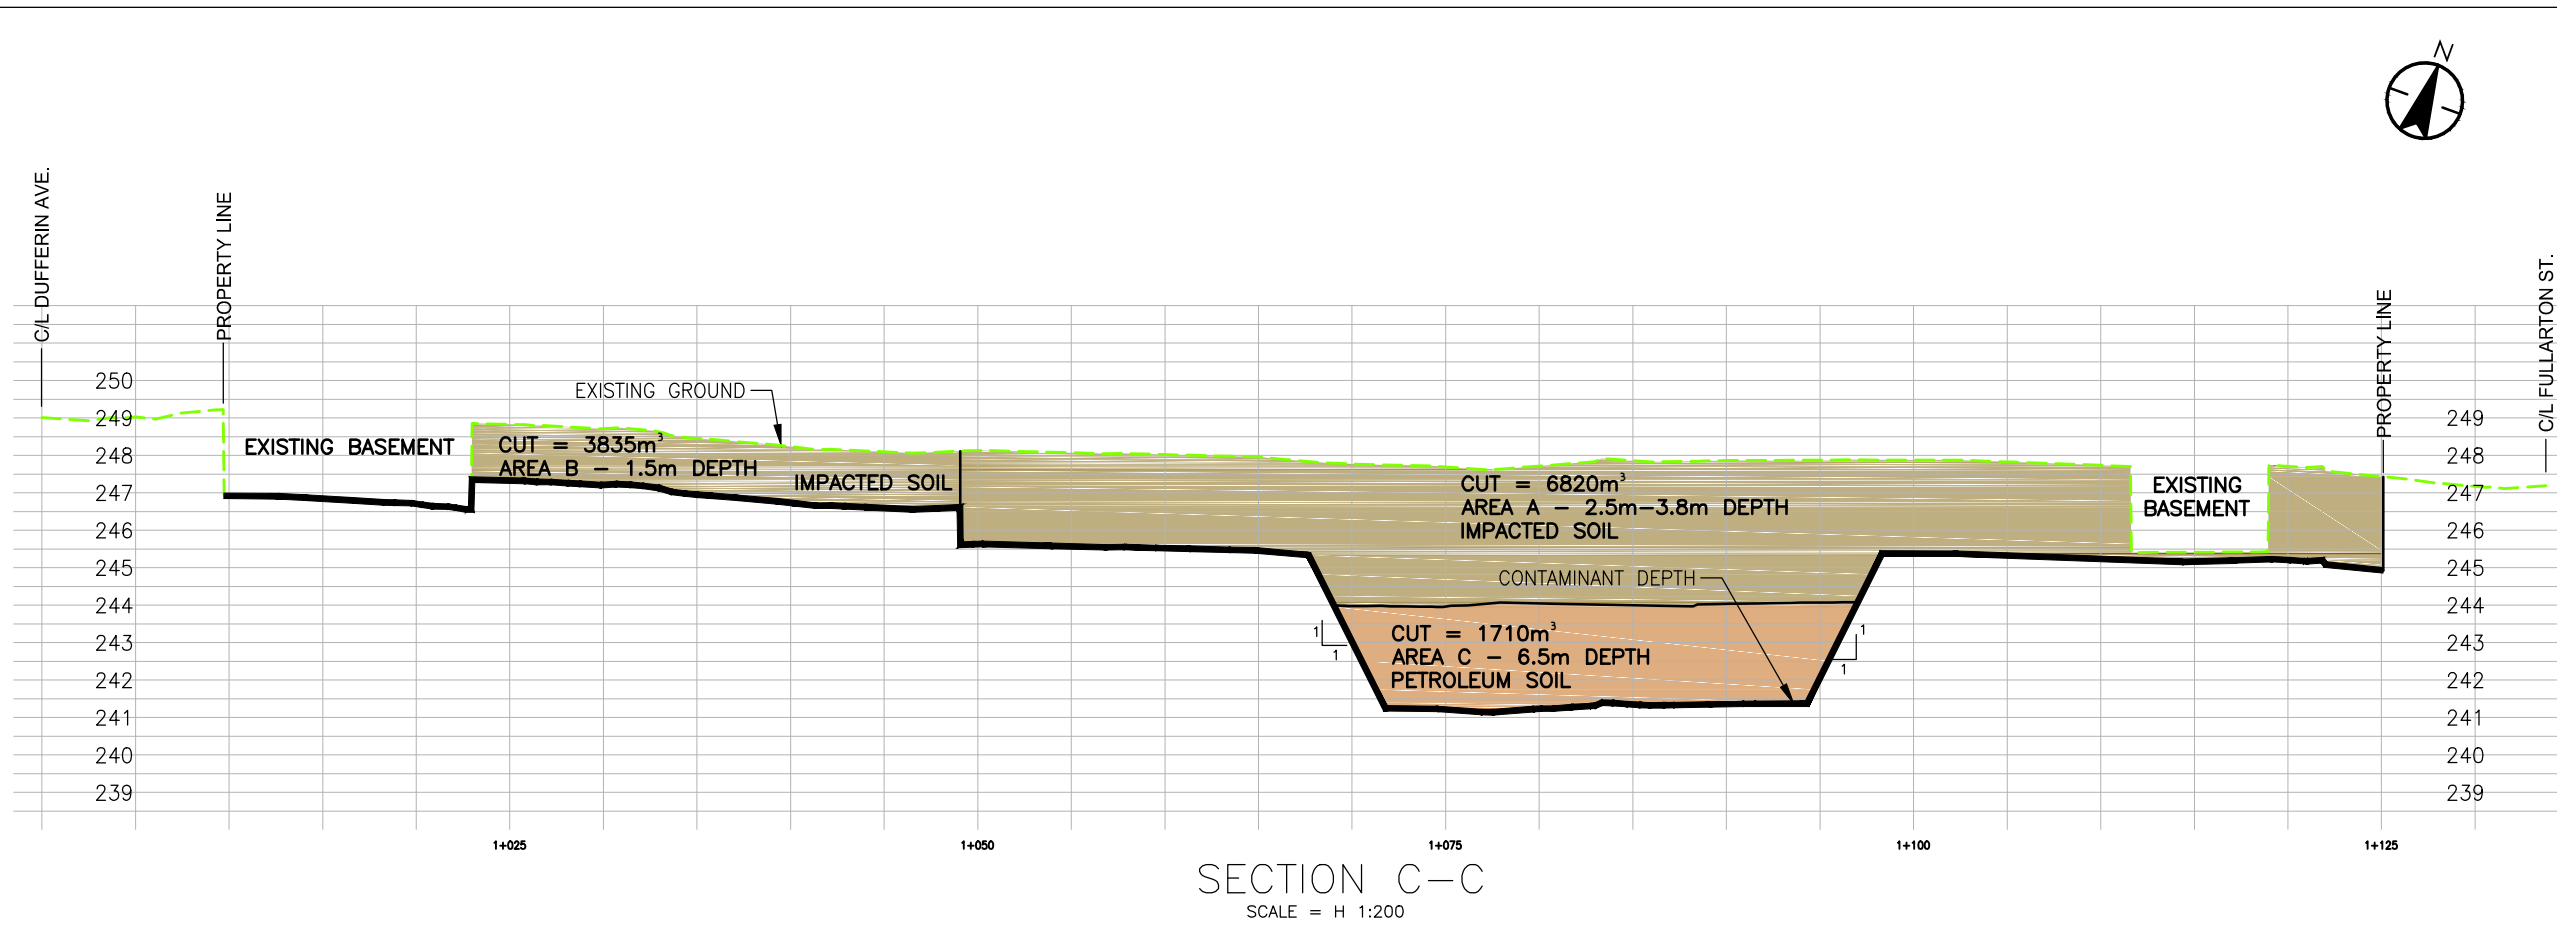 N
C/L DUFFERIN AVE.
PROPERTY LINE
PROPERTY LINE
C/L FULLARTON ST.
250
249
248
247
246
245
244
243
242
241
240
239
EXISTING GROUND
EXISTING BASEMENT
CUT = 3835m³
AREA B - 1.5m DEPTH
IMPACTED SOIL
CUT = 6820m³
AREA A - 2.5m-3.8m DEPTH
IMPACTED SOIL
EXISTING
BASEMENT
CONTAMINANT DEPTH
CUT = 1710m³
AREA C - 6.5m DEPTH
PETROLEUM SOIL
1
1
1
1
249
248
247
246
245
244
243
242
241
240
239
1+025
1+050
1+075
1+100
1+125
SECTION C-C
SCALE = H 1:200